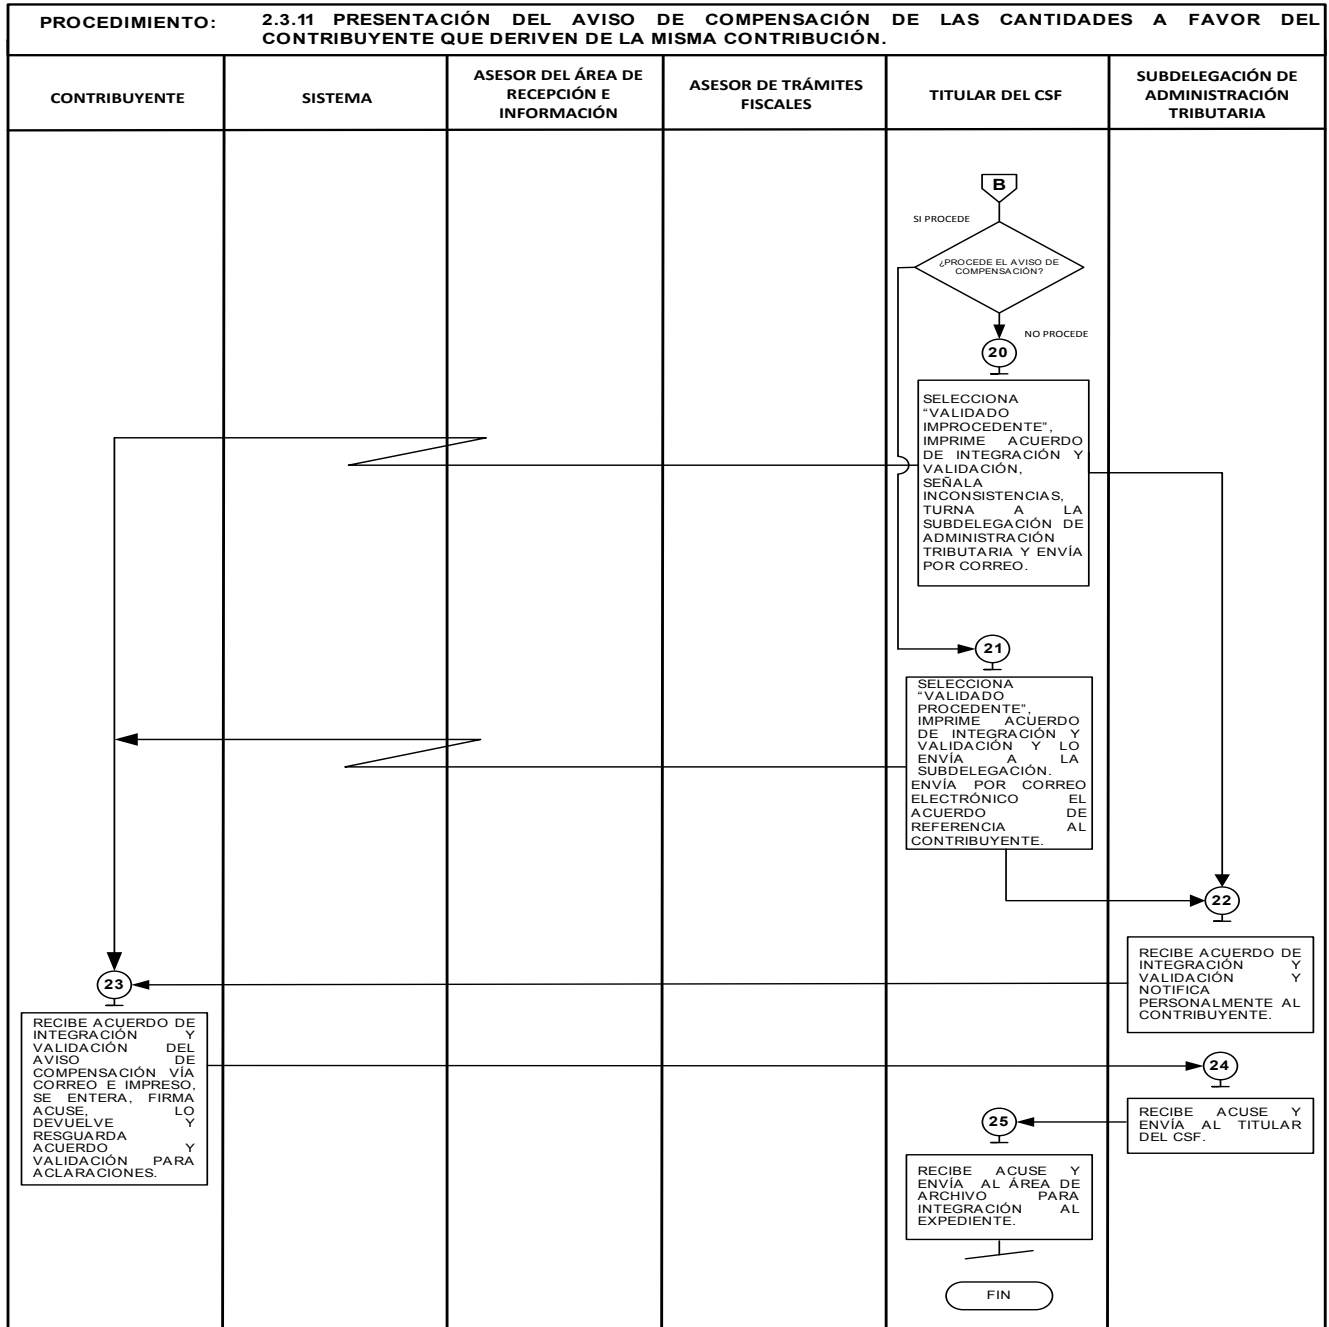 PROCEDIMIENTO:
2.3.11 PRESENTACIÓN DEL AVISO DE COMPENSACIÓN DE LAS CANTIDADES A FAVOR DEL
CONTRIBUYENTE QUE DERIVEN DE LA MISMA CONTRIBUCIÓN.
CONTRIBUYENTE
SISTEMA
ASESOR DEL ÁREA DE
RECEPCIÓN E
INFORMACIÓN
ASESOR DE TRÁMITES
FISCALES
TITULAR DEL CSF
SUBDELEGACIÓN DE
ADMINISTRACIÓN
TRIBUTARIA
B
SI PROCEDE
¿PROCEDE EL AVISO DE
COMPENSACIÓN?
NO PROCEDE
20
SELECCIONA
“VALIDADO
IMPROCEDENTE”,
IMPRIME ACUERDO
DE INTEGRACIÓN Y
VALIDACIÓN,
SEÑALA
INCONSISTENCIAS,
TURNA A LA
SUBDELEGACIÓN DE
ADMINISTRACIÓN
TRIBUTARIA Y ENVÍA
POR CORREO.
21
SELECCIONA
“VALIDADO
PROCEDENTE”,
IMPRIME ACUERDO
DE INTEGRACIÓN Y
VALIDACIÓN Y LO
ENVÍA A LA
SUBDELEGACIÓN.
ENVÍA POR CORREO
ELECTRÓNICO EL
ACUERDO DE
REFERENCIA AL
CONTRIBUYENTE.
22
RECIBE ACUERDO DE
INTEGRACIÓN Y
VALIDACIÓN Y
NOTIFICA
PERSONALMENTE AL
CONTRIBUYENTE.
23
RECIBE ACUERDO DE
INTEGRACIÓN Y
VALIDACIÓN DEL
AVISO DE
COMPENSACIÓN VÍA
CORREO E IMPRESO,
SE ENTERA, FIRMA
ACUSE, LO
DEVUELVE Y
RESGUARDA
ACUERDO Y
VALIDACIÓN PARA
ACLARACIONES.
24
RECIBE ACUSE Y
ENVÍA AL TITULAR
DEL CSF.
25
RECIBE ACUSE Y
ENVÍA AL ÁREA DE
ARCHIVO PARA
INTEGRACIÓN AL
EXPEDIENTE.
FIN